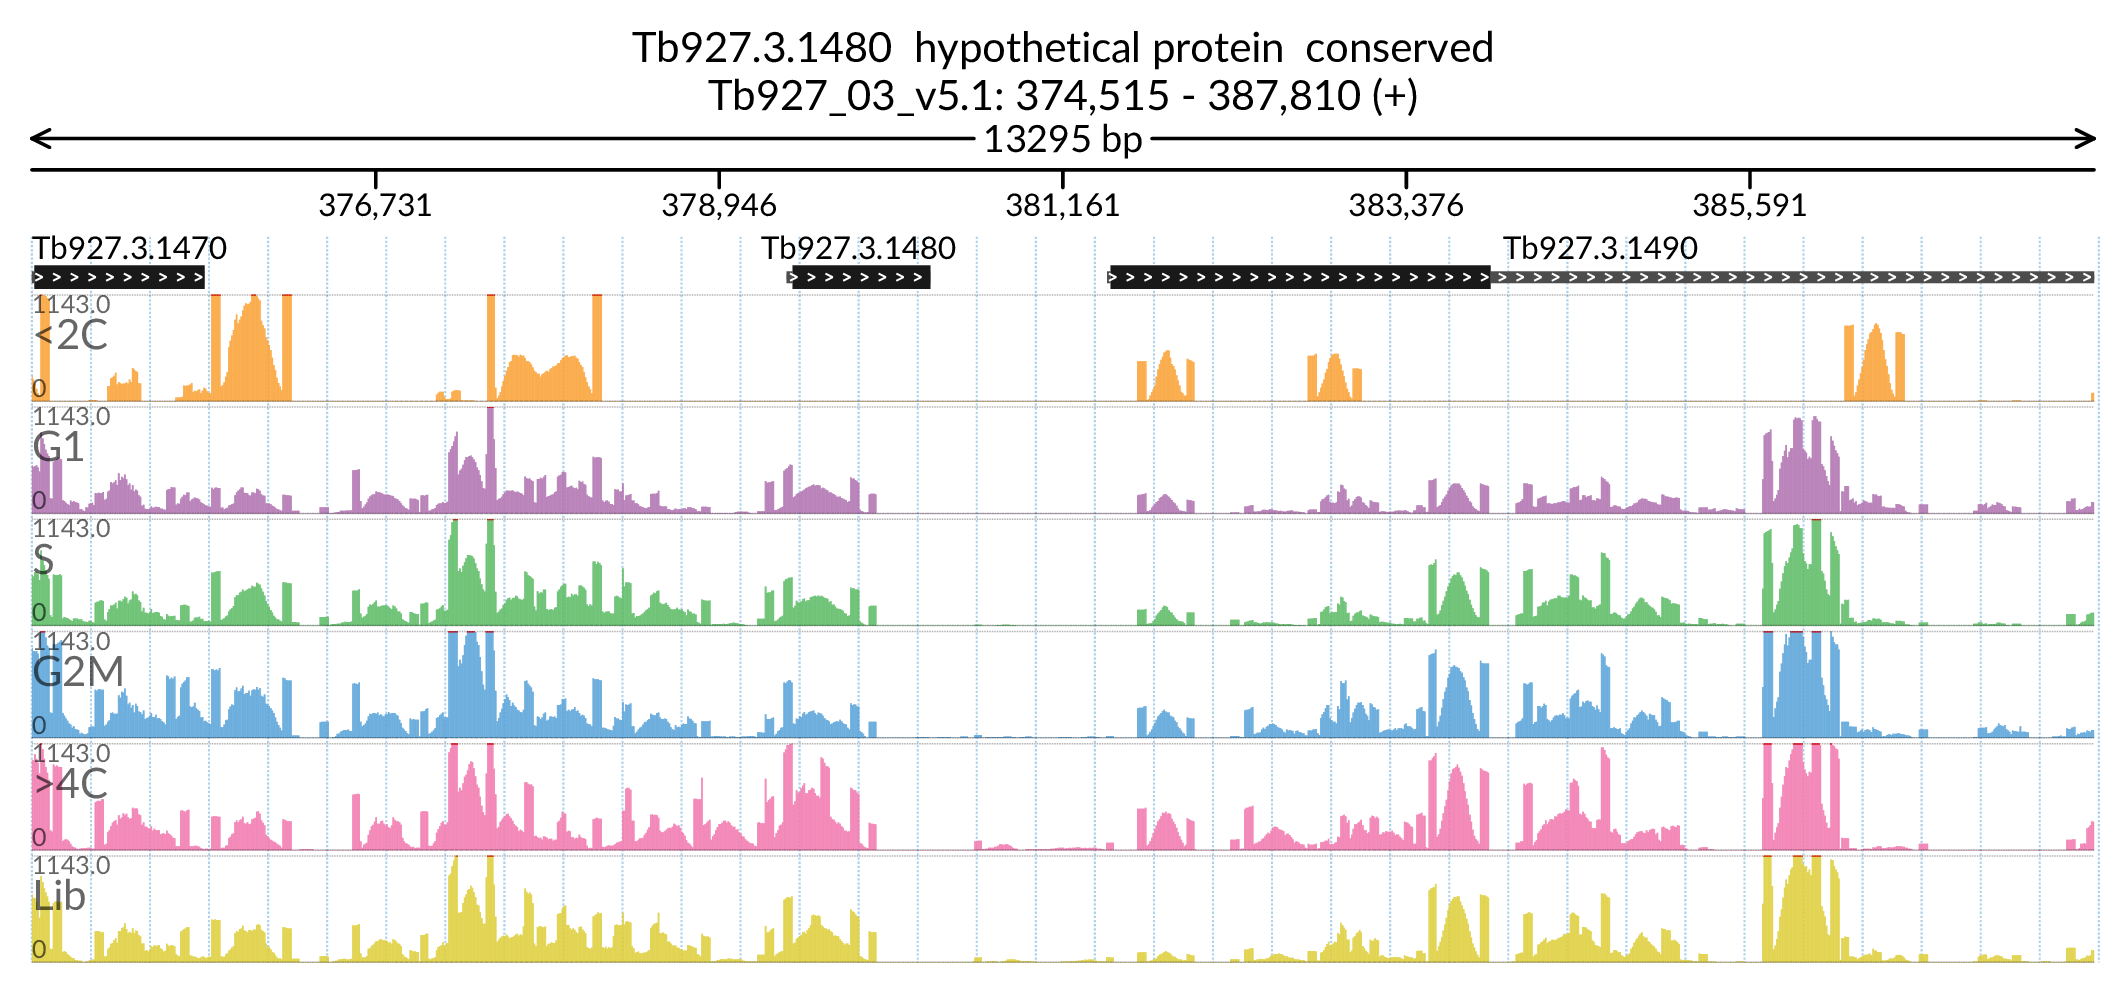 Tb927.3.1480  hypothetical protein  conserved
Tb927_03_v5.1: 374,515 - 387,810 (+)
13295 bp
376,731 378,946 381,161 383,376 385,591
Tb927.3.1470 Tb927.3.1480 Tb927.3.1490
1143.0
<2C
0
1143.0
G1
0
1143.0
S
0
1143.0
G2M
0
1143.0
>4C
0
1143.0
Lib
0